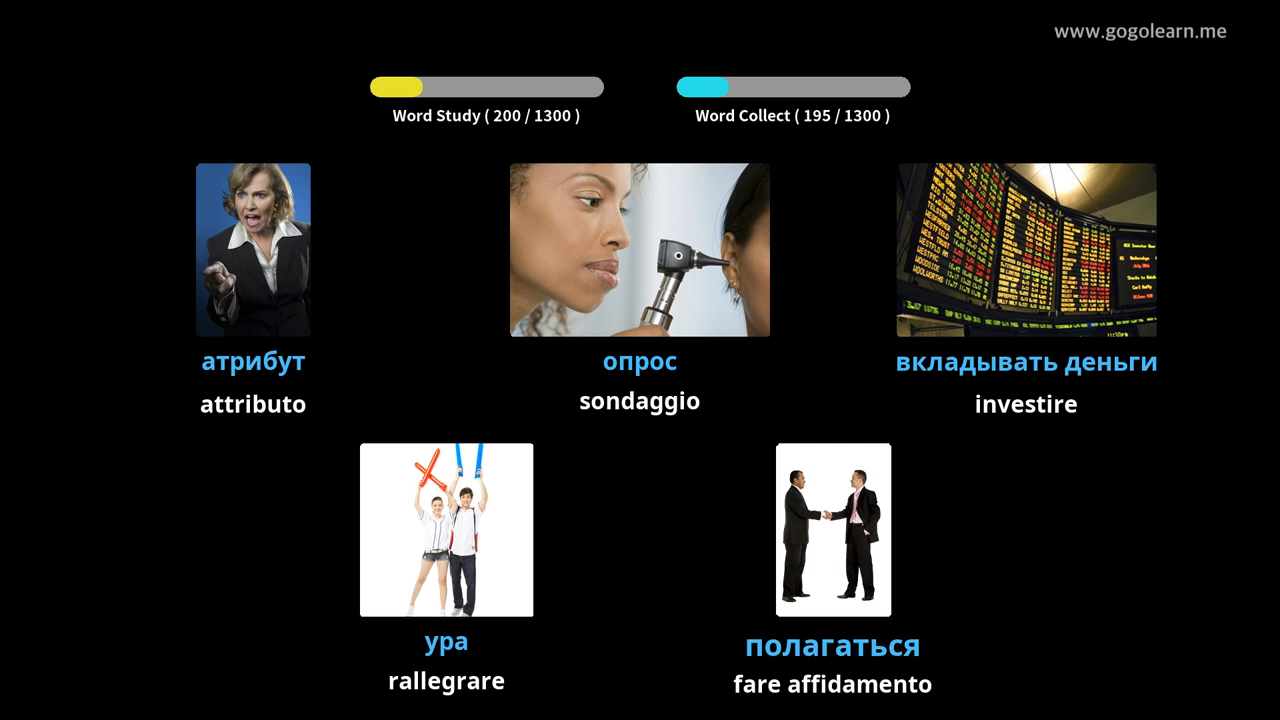 www.gogolearn.me
Word Study ( 200 / 1300 )
Word Collect ( 195 / 1300 )
атрибут
attributo
опрос
sondaggio
вкладывать деньги
investire
ура
rallegrare
полагаться
fare affidamento